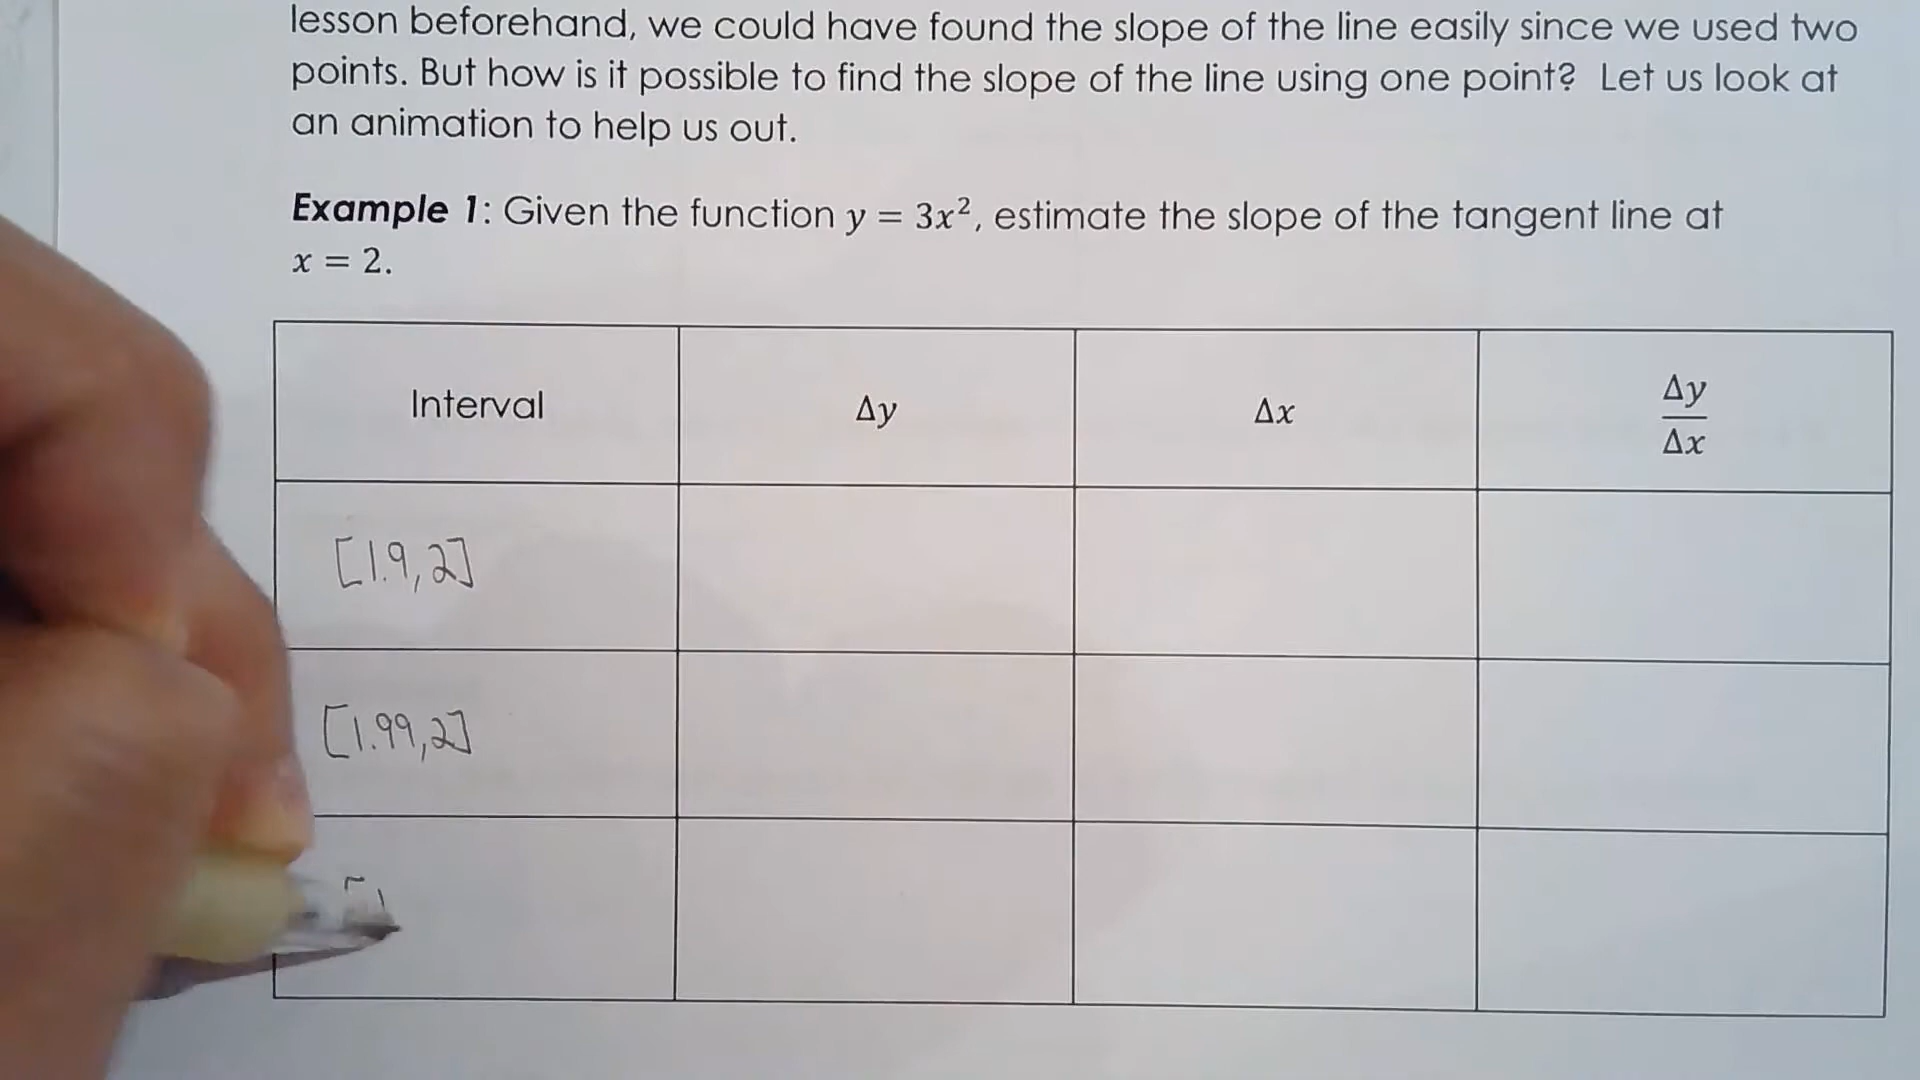 lesson beforehand, we could have found the slope of the line easily since we used two
points. But how is it possible to find the slope of the line using one point? Let us look at
an animation to help us out.
Example 1: Given the function y = 3x², estimate the slope of the tangent line at
x = 2.
Interval
Δy
Δx
Δy
Δx
[1.9,2]
[1.99,2]
[1